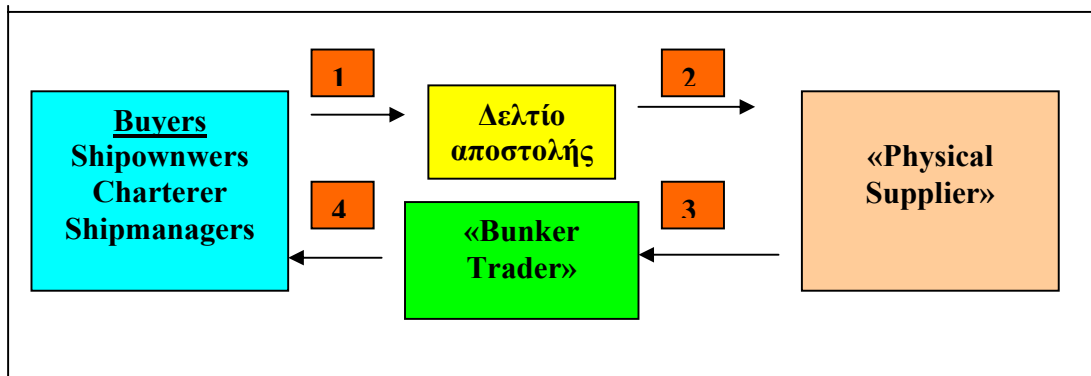 1
2
Buyers
Shipownwers
Charterer
Shipmanagers
Δελτίο
αποστολής
«Physical
Supplier»
4
3
«Bunker
Trader»